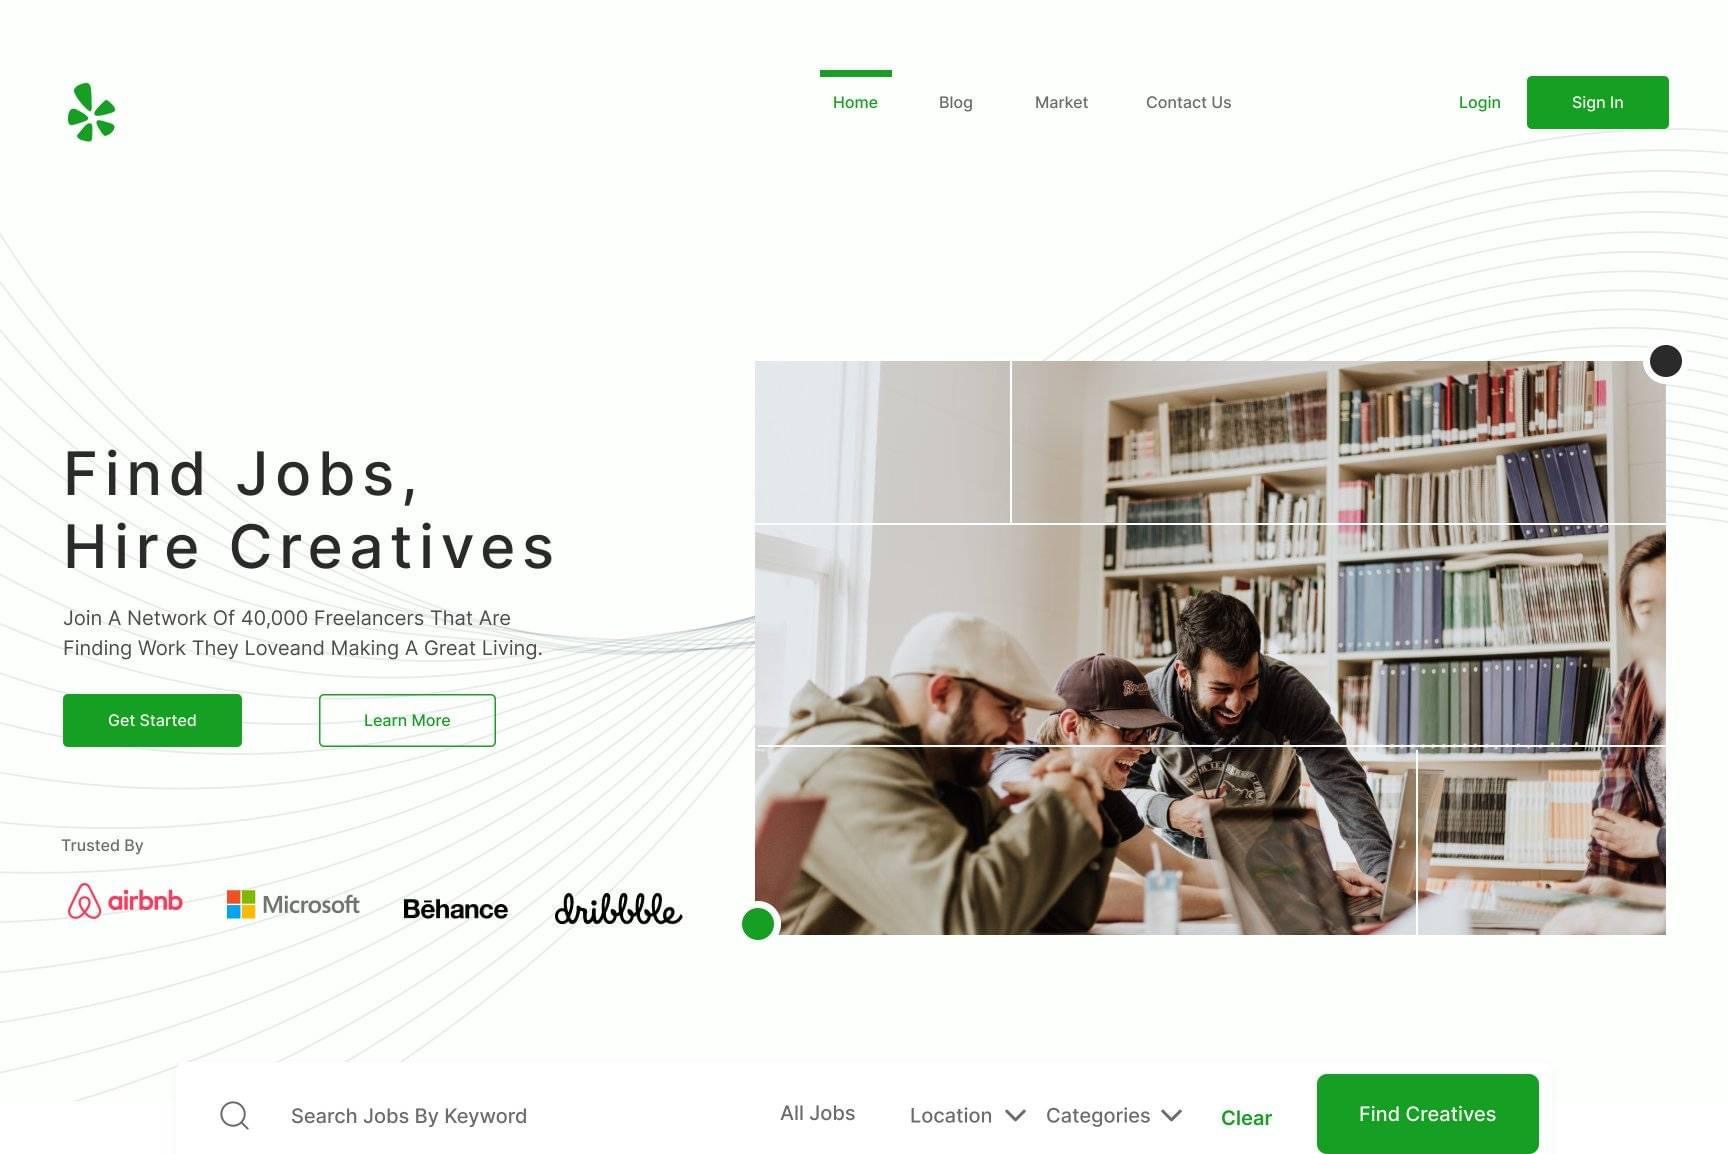 Home Blog Market Contact Us Login Sign In
Find Jobs,
Hire Creatives
Join A Network Of 40,000 Freelancers That Are
Finding Work They Loveand Making A Great Living.
Get Started Learn More
Trusted By
airbnb Microsoft Bēhance dribbble
Search Jobs By Keyword All Jobs Location Categories Clear Find Creatives